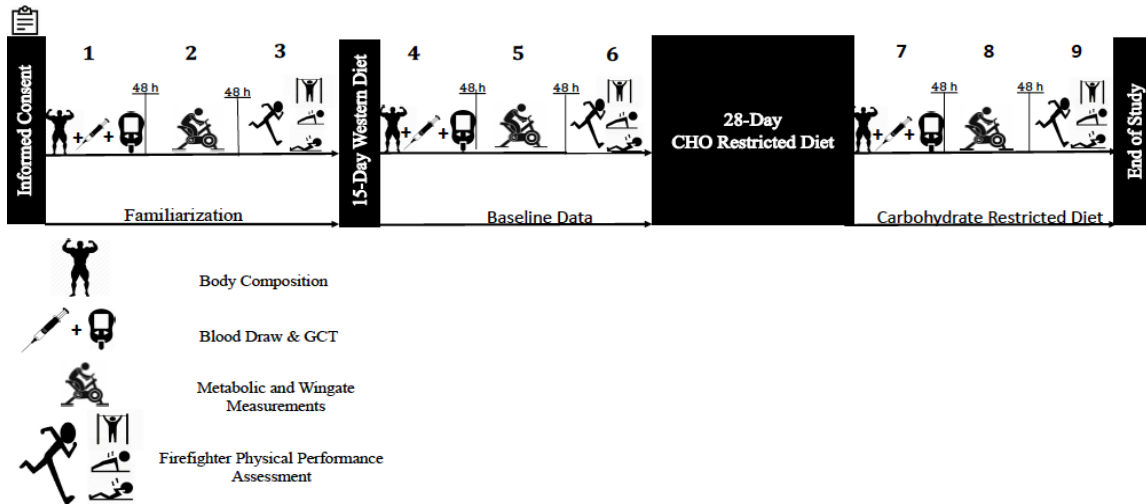 Informed Consent
1
2
3
48 h
48 h
+
+
Familiarization
15-Day Western Diet
4
5
6
48 h
48 h
+
+
Baseline Data
28-Day
CHO Restricted Diet
7
8
9
48 h
48 h
+
+
Carbohydrate Restricted Diet
End of Study
Body Composition
+
Blood Draw & GCT
Metabolic and Wingate
Measurements
Firefighter Physical Performance
Assessment